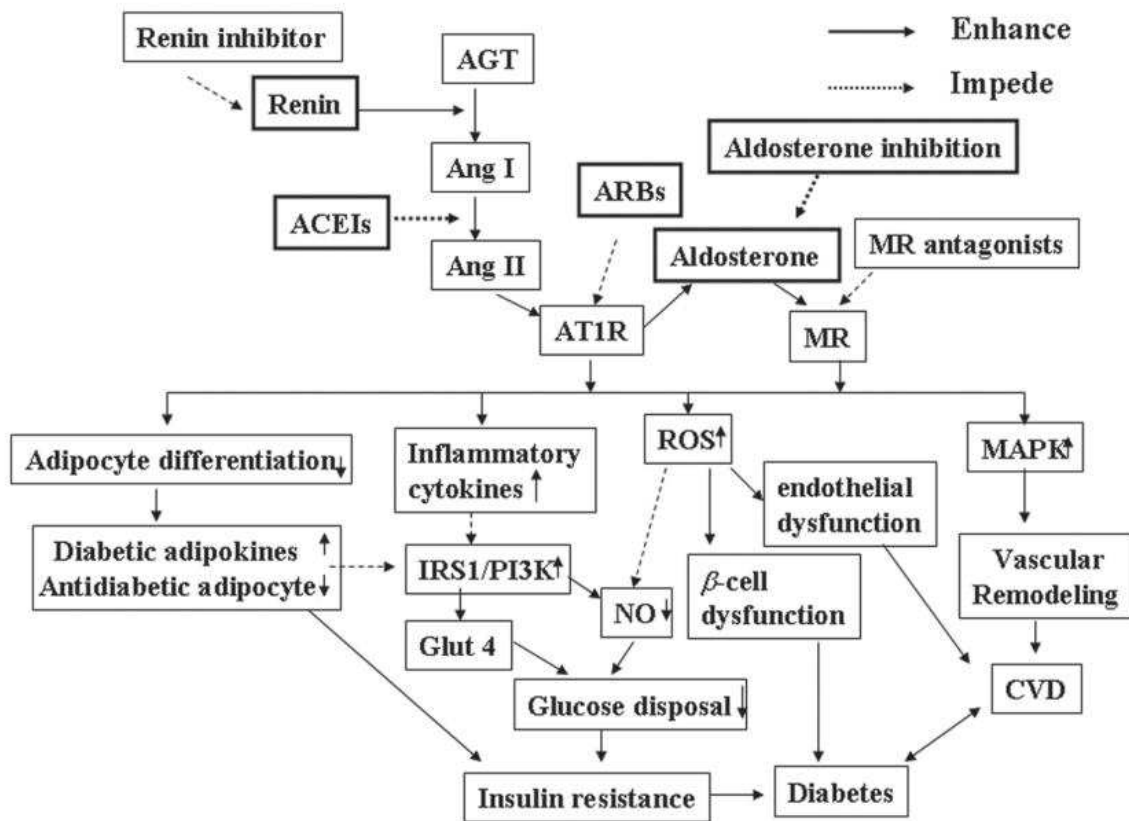 Renin inhibitor
Enhance
AGT
Impede
Renin
Aldosterone inhibition
Ang I
ARBs
ACEIs
MR antagonists
Ang II
Aldosterone
AT1R
MR
Adipocyte differentiation↓
Inflammatory
cytokines ↑
ROS↑
MAPK↑
endothelial
dysfunction
Diabetic adipokines ↑
Antidiabetic adipocyte↓
IRS1/PI3K↑
NO↓
β-cell
dysfunction
Vascular
Remodeling
Glut 4
Glucose disposal↓
CVD
Insulin resistance
Diabetes